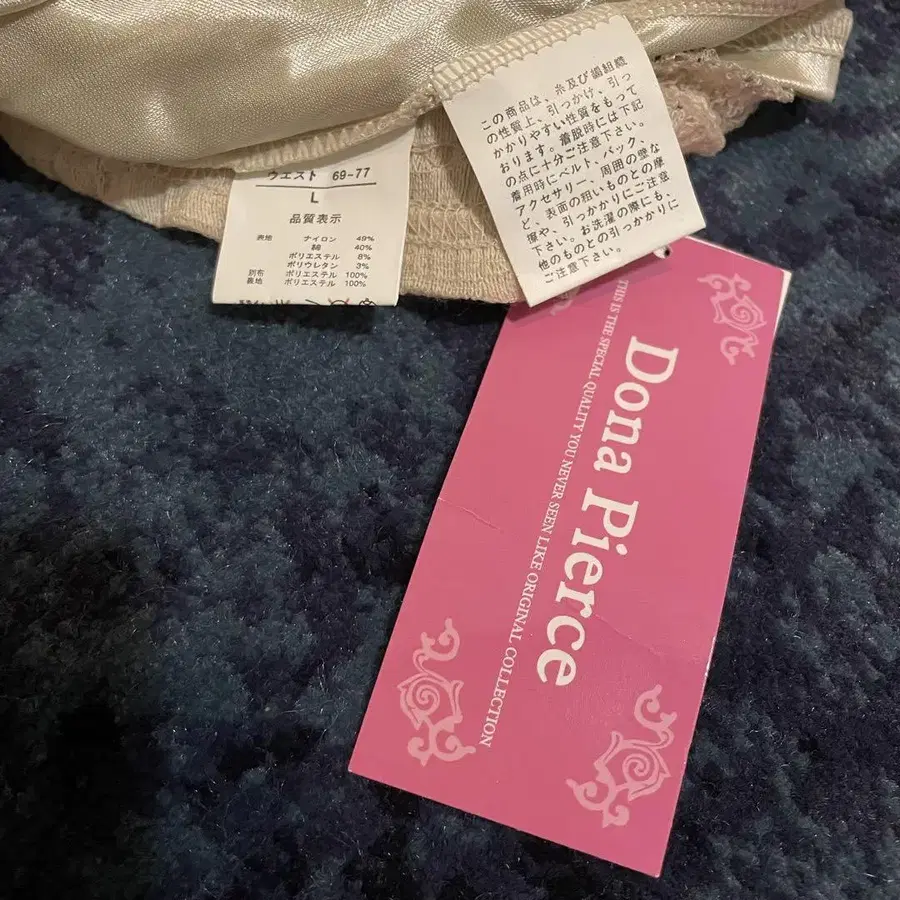 ウエスト 69-77
L
品質表示
表地 ナイロン 49%
綿 40%
ポリエステル 8%
ポリウレタン 3%
別布 ポリエステル 100%
裏地 ポリエステル 100%
この商品は、糸及び編組織
の性質上、引っかけ、引っ
かかりやすい性質をもって
おります。着脱時には下記
の点に十分ご注意下さい。
着用時にベルト、バック、
アクセサリー、周囲の壁な
ど、表面の粗いものとの摩
擦や、引っかかりにご注意
下さい。お洗濯の際にも、
他のものとの引っかかりに
ご注意下さい。
Dona Pierce
THIS IS THE SPECIAL QUALITY YOU NEVER SEEN LIKE ORIGINAL COLLECTION